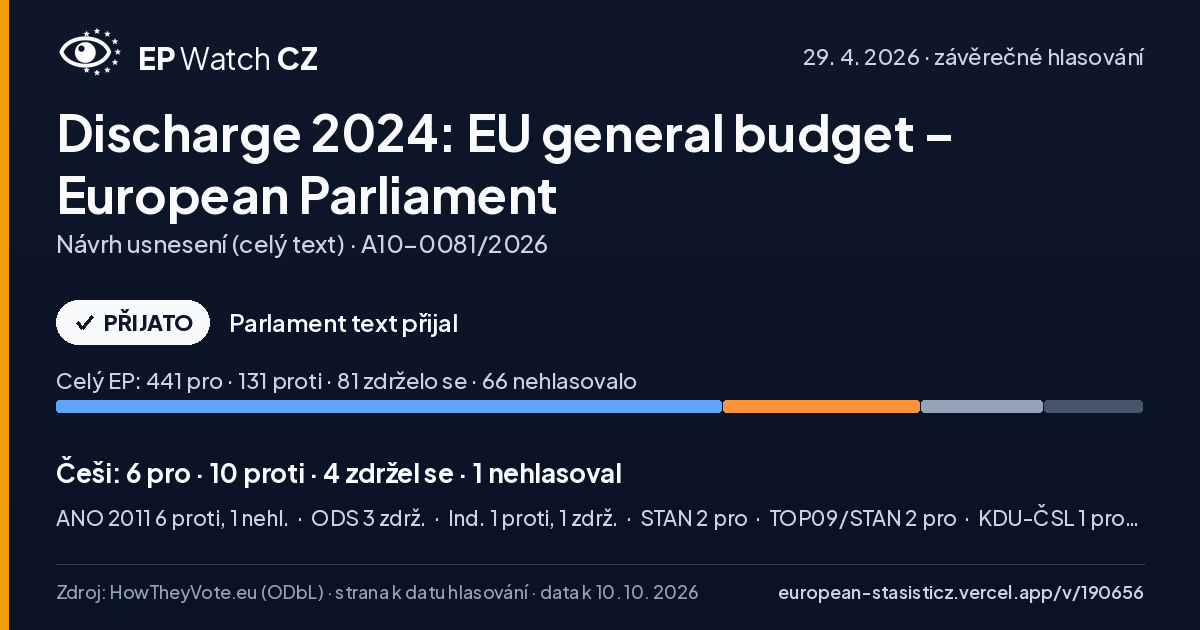 EP Watch CZ
29. 4. 2026 · závěrečné hlasování
Discharge 2024: EU general budget –
European Parliament
Návrh usnesení (celý text) · A10-0081/2026
✓ PŘIJATO
Parlament text přijal
Celý EP: 441 pro · 131 proti · 81 zdrželo se · 66 nehlasovalo
Češi: 6 pro · 10 proti · 4 zdržel se · 1 nehlasoval
ANO 2011 6 proti, 1 nehl. · ODS 3 zdrž. · Ind. 1 proti, 1 zdrž. · STAN 2 pro · TOP09/STAN 2 pro · KDU-ČSL 1 pro…
Zdroj: HowTheyVote.eu (ODbL) · strana k datu hlasování · data k 10. 10. 2026
european-stasisticz.vercel.app/v/190656